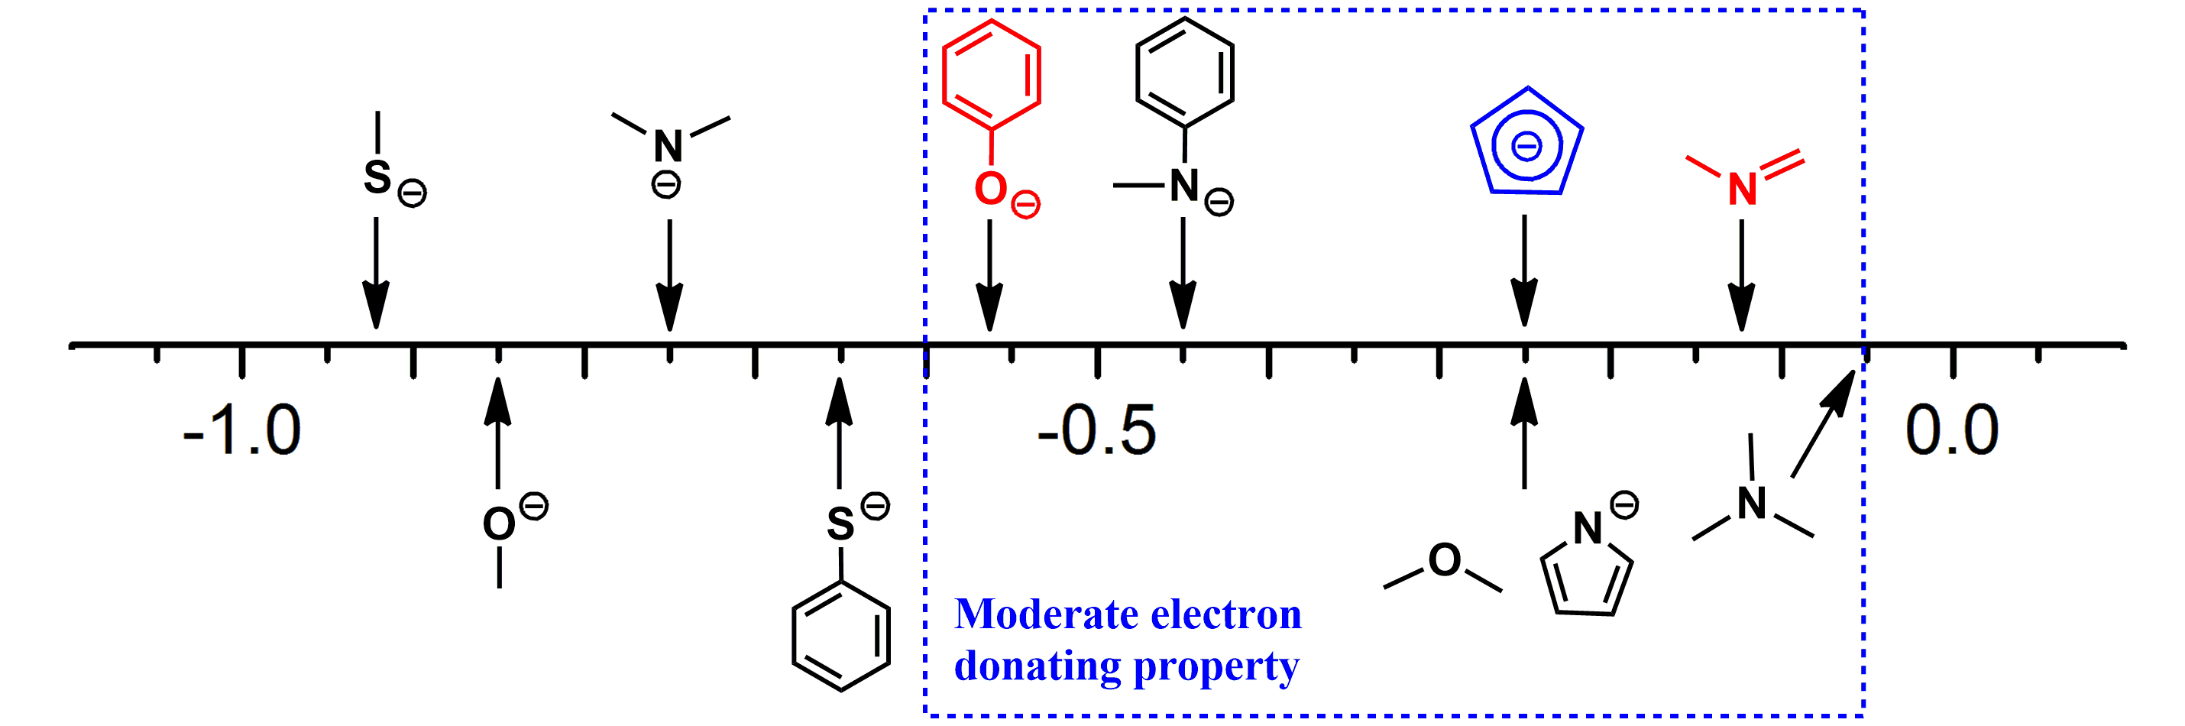 S⊖
N
⊖
O⊖
N⊖
⊖
N
-1.0
-0.5
0.0
O⊖
S⊖
O
N⊖
N
Moderate electron
donating property